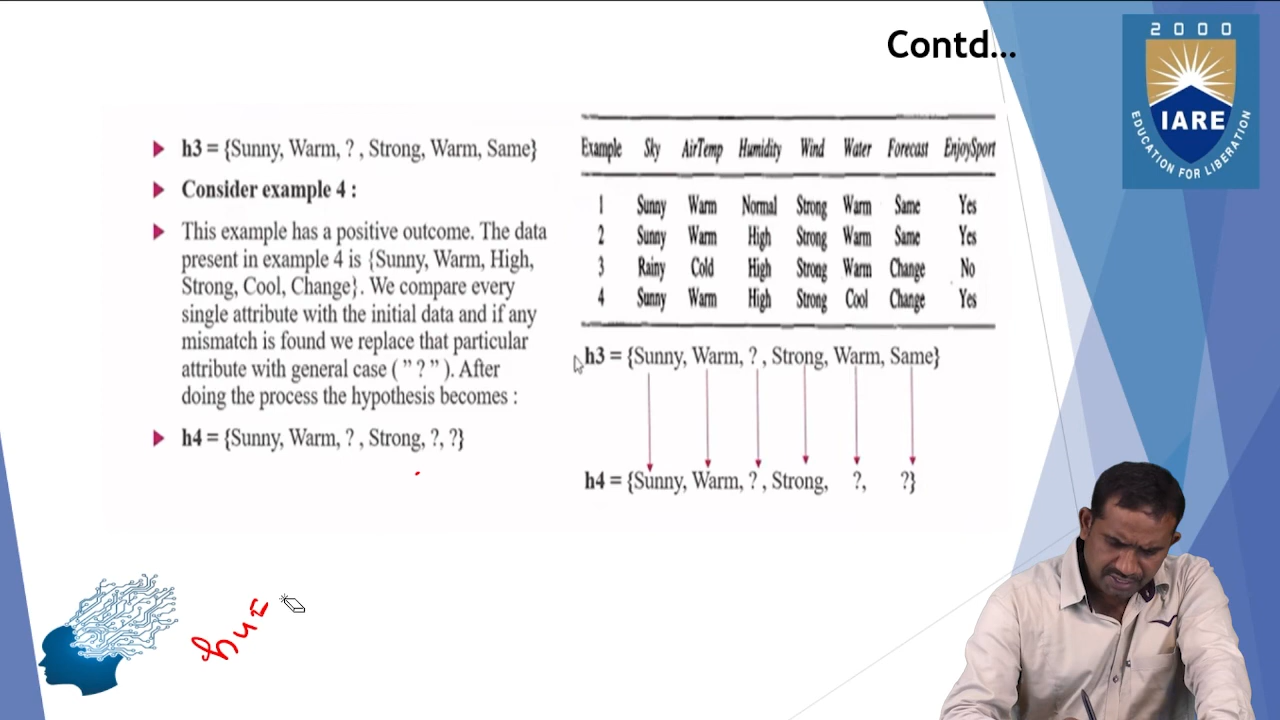 Contd...
2 0 0 0
IARE
EDUCATION FOR LIBERATION
h3 = {Sunny, Warm, ? , Strong, Warm, Same}
Consider example 4 :
This example has a positive outcome. The data
present in example 4 is {Sunny, Warm, High,
Strong, Cool, Change}. We compare every
single attribute with the initial data and if any
mismatch is found we replace that particular
attribute with general case ( ” ? ” ). After
doing the process the hypothesis becomes :
h4 = {Sunny, Warm, ? , Strong, ?, ?}
Example Sky AirTemp Humidity Wind Water Forecast EnjoySport
1 Sunny Warm Normal Strong Warm Same Yes
2 Sunny Warm High Strong Warm Same Yes
3 Rainy Cold High Strong Warm Change No
4 Sunny Warm High Strong Cool Change Yes
h3 = {Sunny, Warm, ? , Strong, Warm, Same}
h4 = {Sunny, Warm, ? , Strong, ?, ?}
h4=